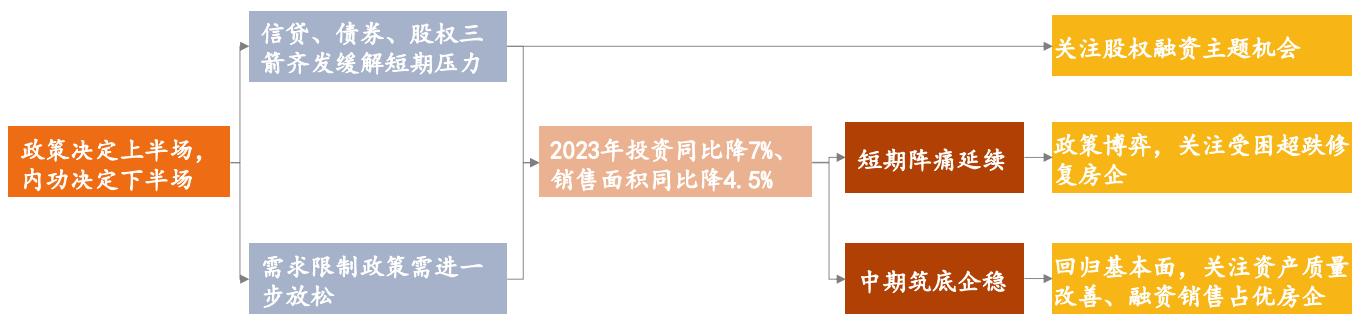 政策决定上半场，
内功决定下半场
信贷、债券、股权三
箭齐发缓解短期压力
需求限制政策需进一
步放松
2023年投资同比降7%、
销售面积同比降4.5%
短期阵痛延续
中期筑底企稳
关注股权融资主题机会
政策博弈，关注受困超跌修
复房企
回归基本面，关注资产质量
改善、融资销售占优房企